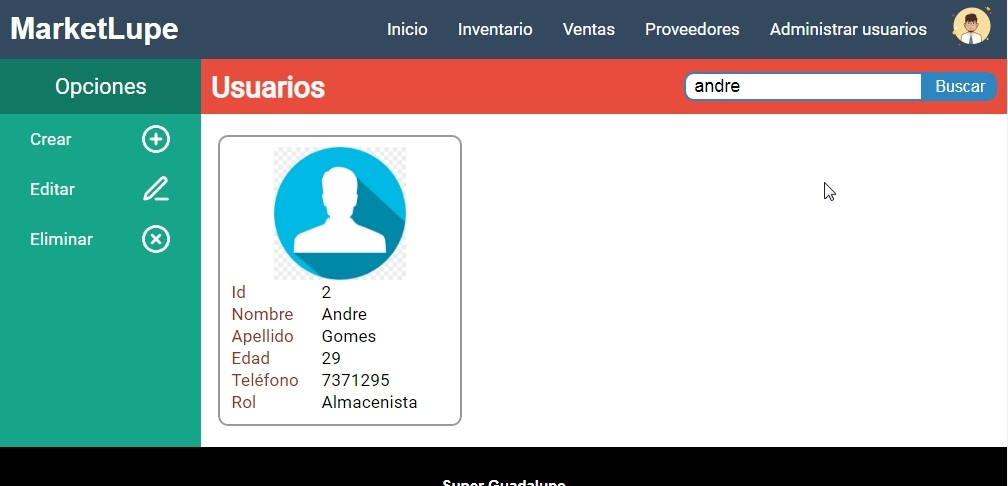 MarketLupe
Inicio Inventario Ventas Proveedores Administrar usuarios
Opciones
Crear
Editar
Eliminar
Usuarios
andre
Buscar
Id 2
Nombre Andre
Apellido Gomes
Edad 29
Teléfono 7371295
Rol Almacenista
Super Guadalupe